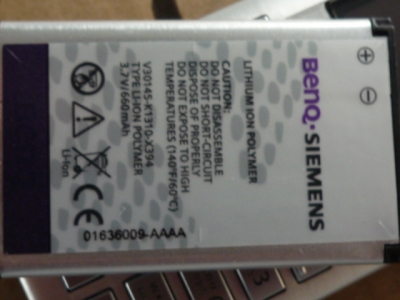 BenQ-SIEMENS
LITHIUM ION POLYMER
CAUTION:
DO NOT DISASSEMBLE
DO NOT SHORT-CIRCUIT
DISPOSE OF PROPERLY
DO NOT EXPOSE TO HIGH
TEMPERATURES (140°F/60°C)
V30145-K1310-X394
TYPE LI-ION POLYMER
3.7V/660mAh
Li-Ion
CE
01636009-AAAA
3